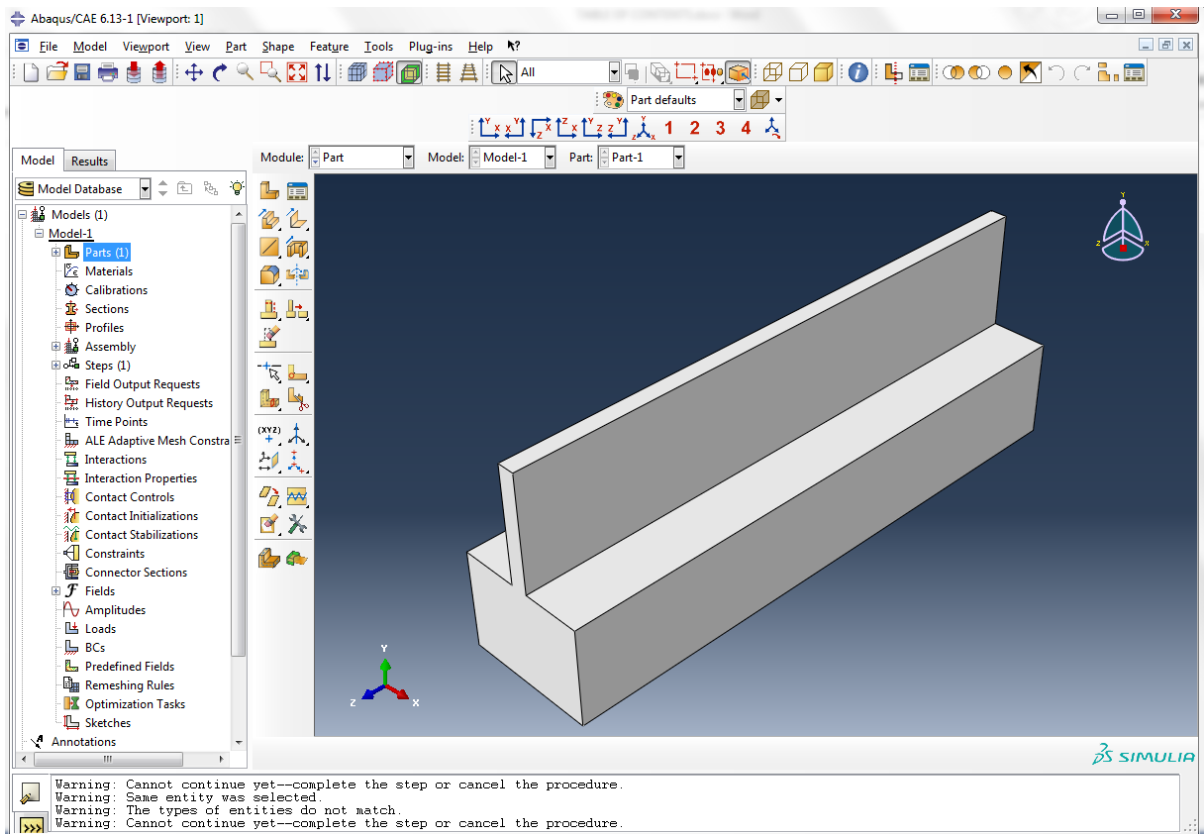 Abaqus/CAE 6.13-1 [Viewport: 1]
File Model Viewport View Part Shape Feature Tools Plug-ins Help
All
Part defaults
Y X X Y Z X Z X Y Z Z Y Y Z X 1 2 3 4
Model Results
Module: Part Model: Model-1 Part: Part-1
Model Database
Models (1)
Model-1
Parts (1)
Materials
Calibrations
Sections
Profiles
Assembly
Steps (1)
Field Output Requests
History Output Requests
Time Points
ALE Adaptive Mesh Constra
Interactions
Interaction Properties
Contact Controls
Contact Initializations
Contact Stabilizations
Constraints
Connector Sections
Fields
Amplitudes
Loads
BCs
Predefined Fields
Remeshing Rules
Optimization Tasks
Sketches
Annotations
(XYZ)
Y
Z X
Y
Z X
SIMULIA
Warning: Cannot continue yet--complete the step or cancel the procedure.
Warning: Same entity was selected.
Warning: The types of entities do not match.
Warning: Cannot continue yet--complete the step or cancel the procedure.
>>>